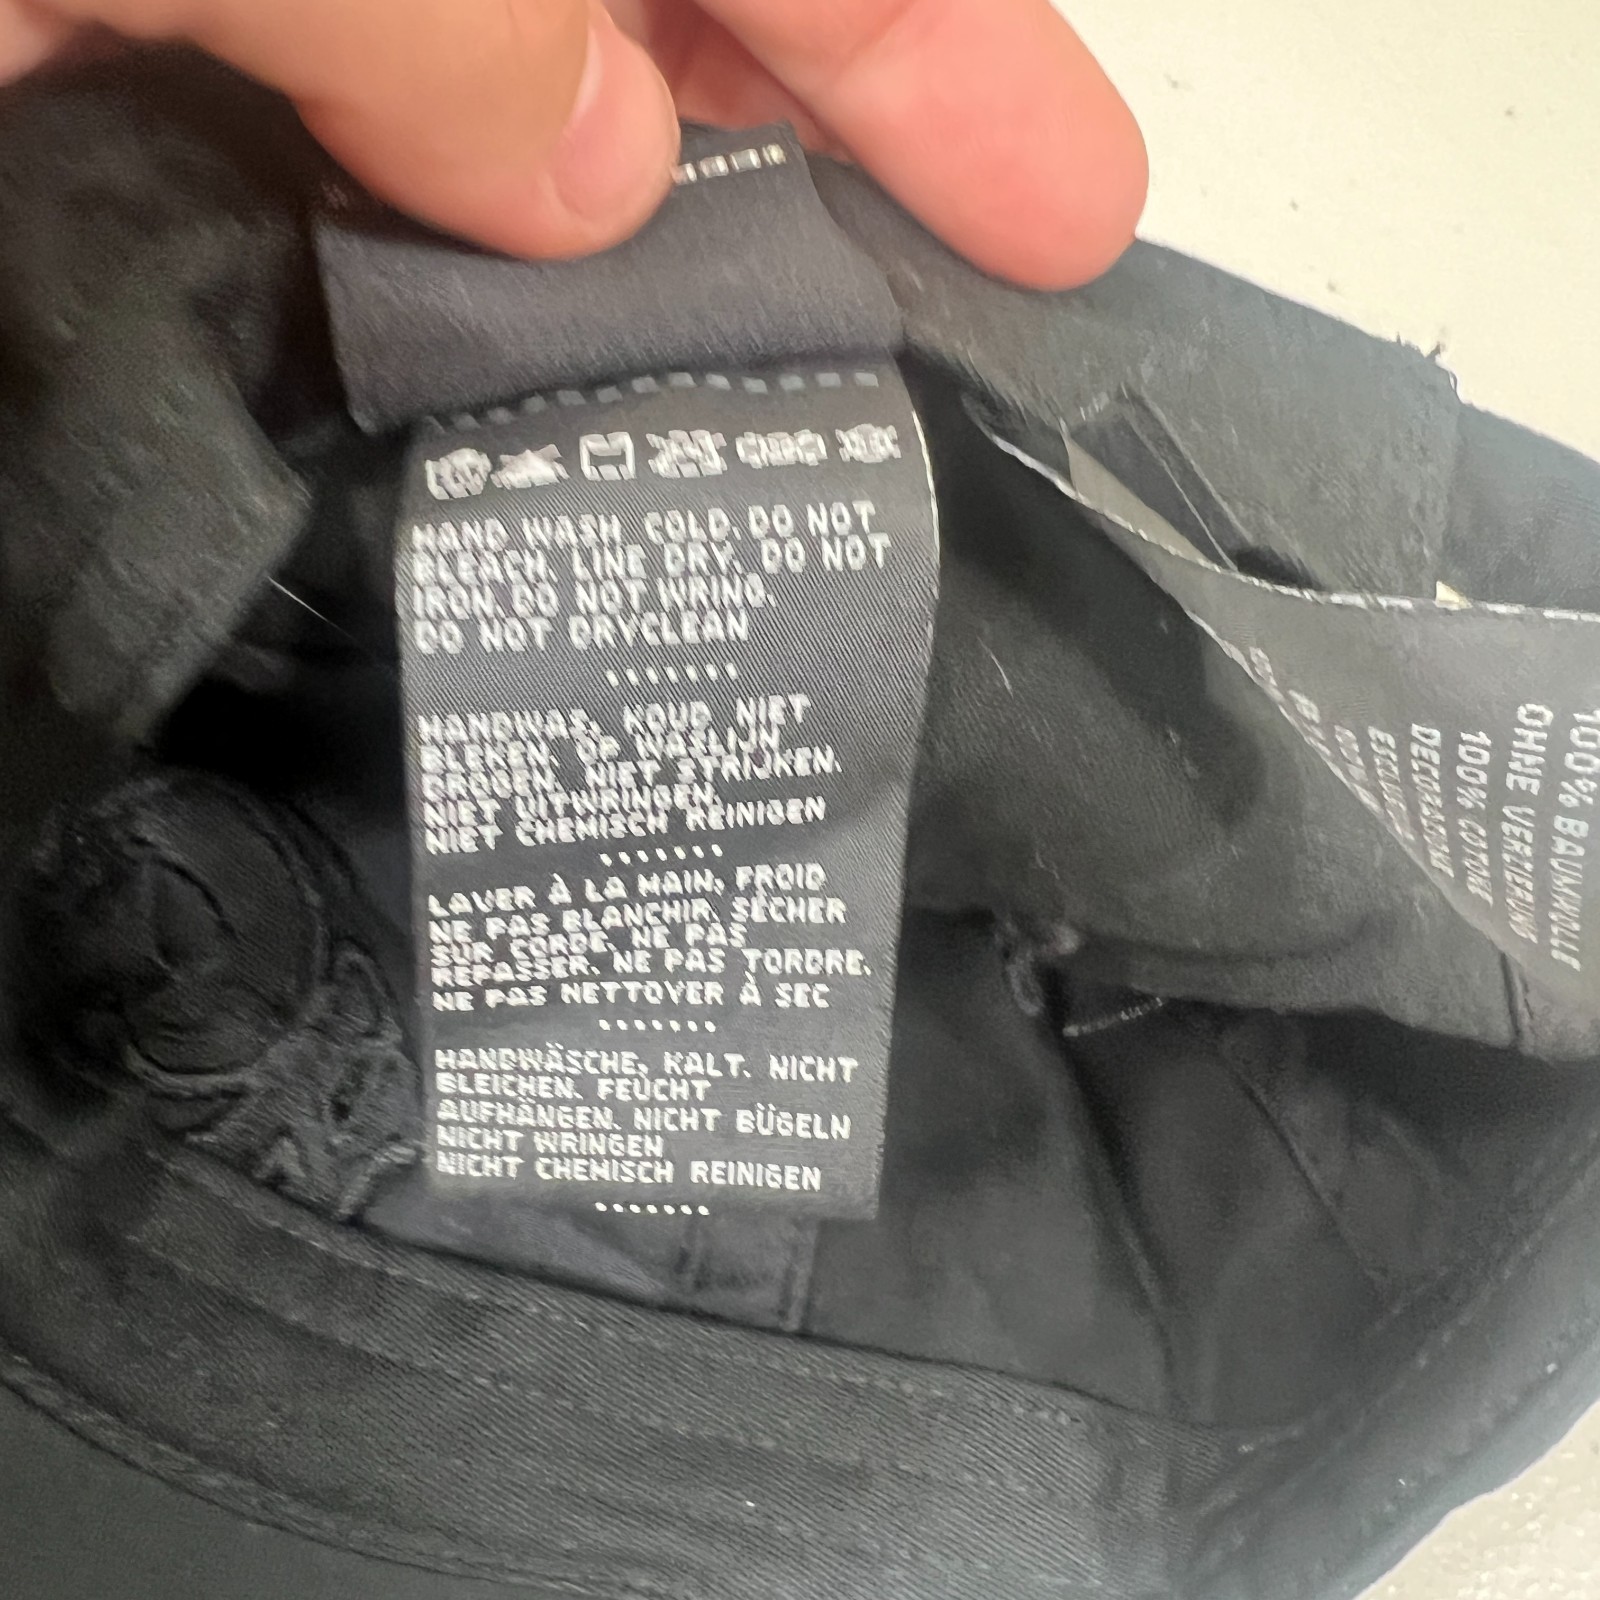 HAND WASH COLD. DO NOT
BLEACH. LINE DRY. DO NOT
IRON. DO NOT WRING.
DO NOT DRYCLEAN
HANDWAS, KOUD NIET
BLEKEN. OP WASLIJN
DROGEN. NIET STRIJKEN.
NIET UITWRINGEN.
NIET CHEMISCH REINIGEN
LAVER À LA MAIN, FROID
NE PAS BLANCHIR. SÉCHER
SUR CORDE. NE PAS
REPASSER. NE PAS TORDRE.
NE PAS NETTOYER À SEC
HANDWÄSCHE, KALT. NICHT
BLEICHEN. FEUCHT
AUFHÄNGEN. NICHT BÜGELN
NICHT WRINGEN
NICHT CHEMISCH REINIGEN
100% BAUMWOLLE
OHNE VERZIERUNG
100% COTONE